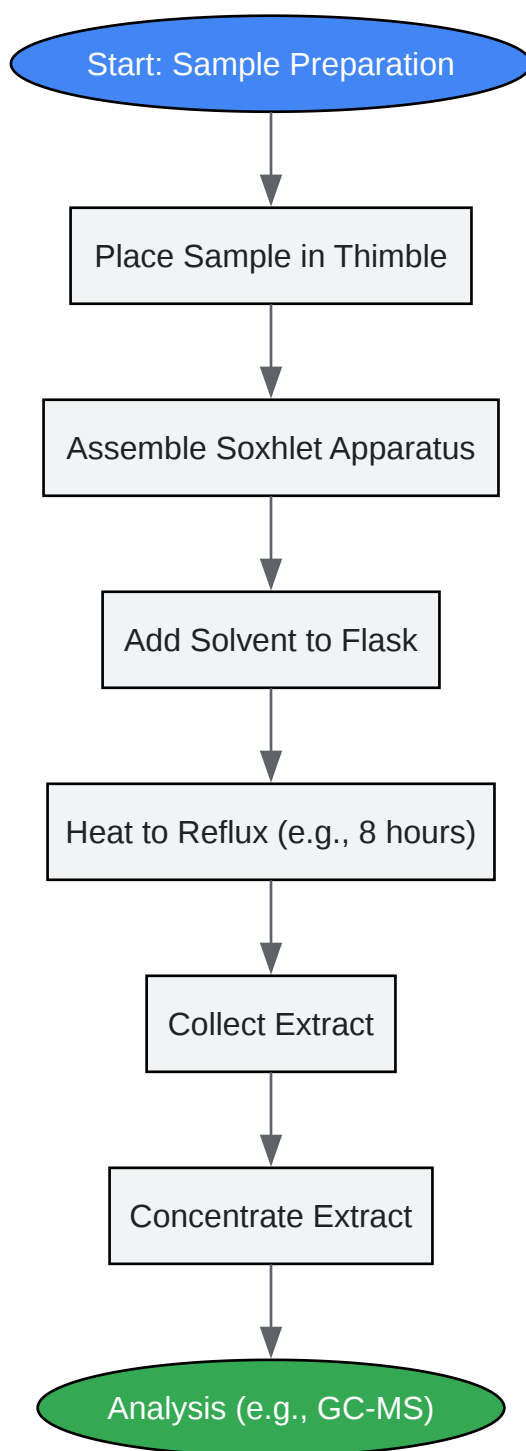 Start: Sample Preparation
Place Sample in Thimble
Assemble Soxhlet Apparatus
Add Solvent to Flask
Heat to Reflux (e.g., 8 hours)
Collect Extract
Concentrate Extract
Analysis (e.g., GC-MS)